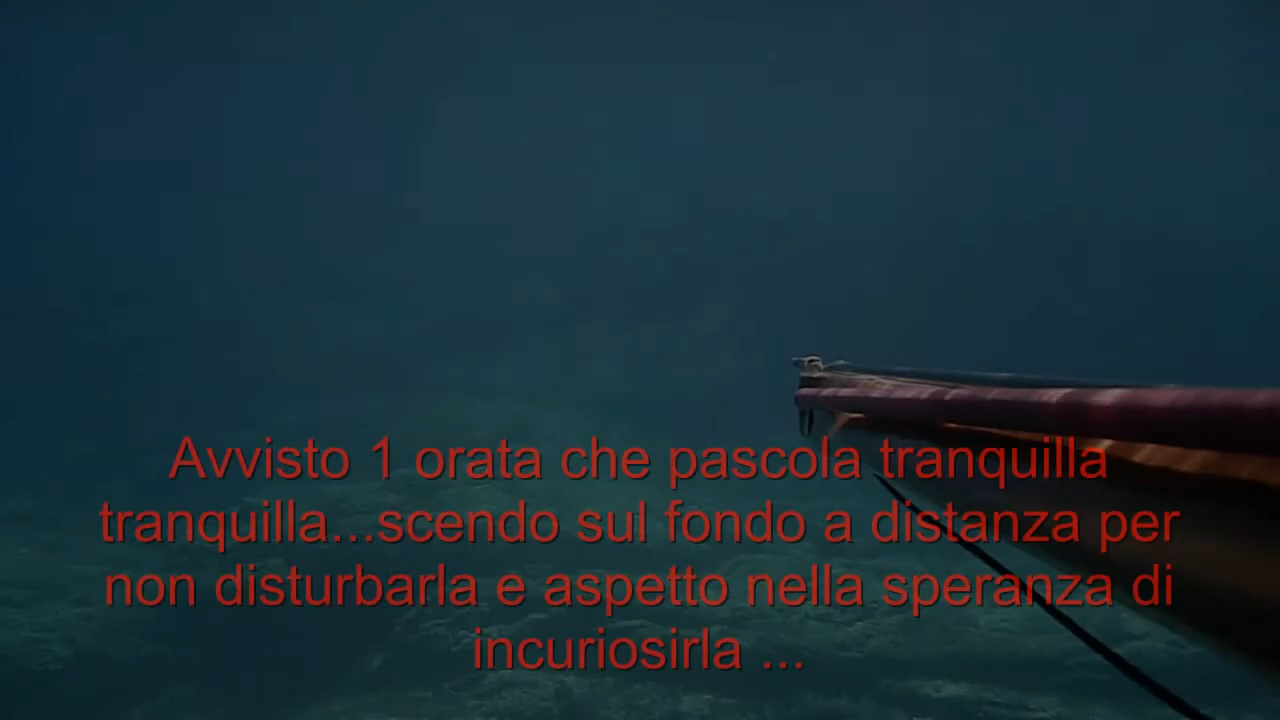 Avvisto 1 orata che pascola tranquilla
tranquilla...scendo sul fondo a distanza per
non disturbarla e aspetto nella speranza di
incuriosirla ...